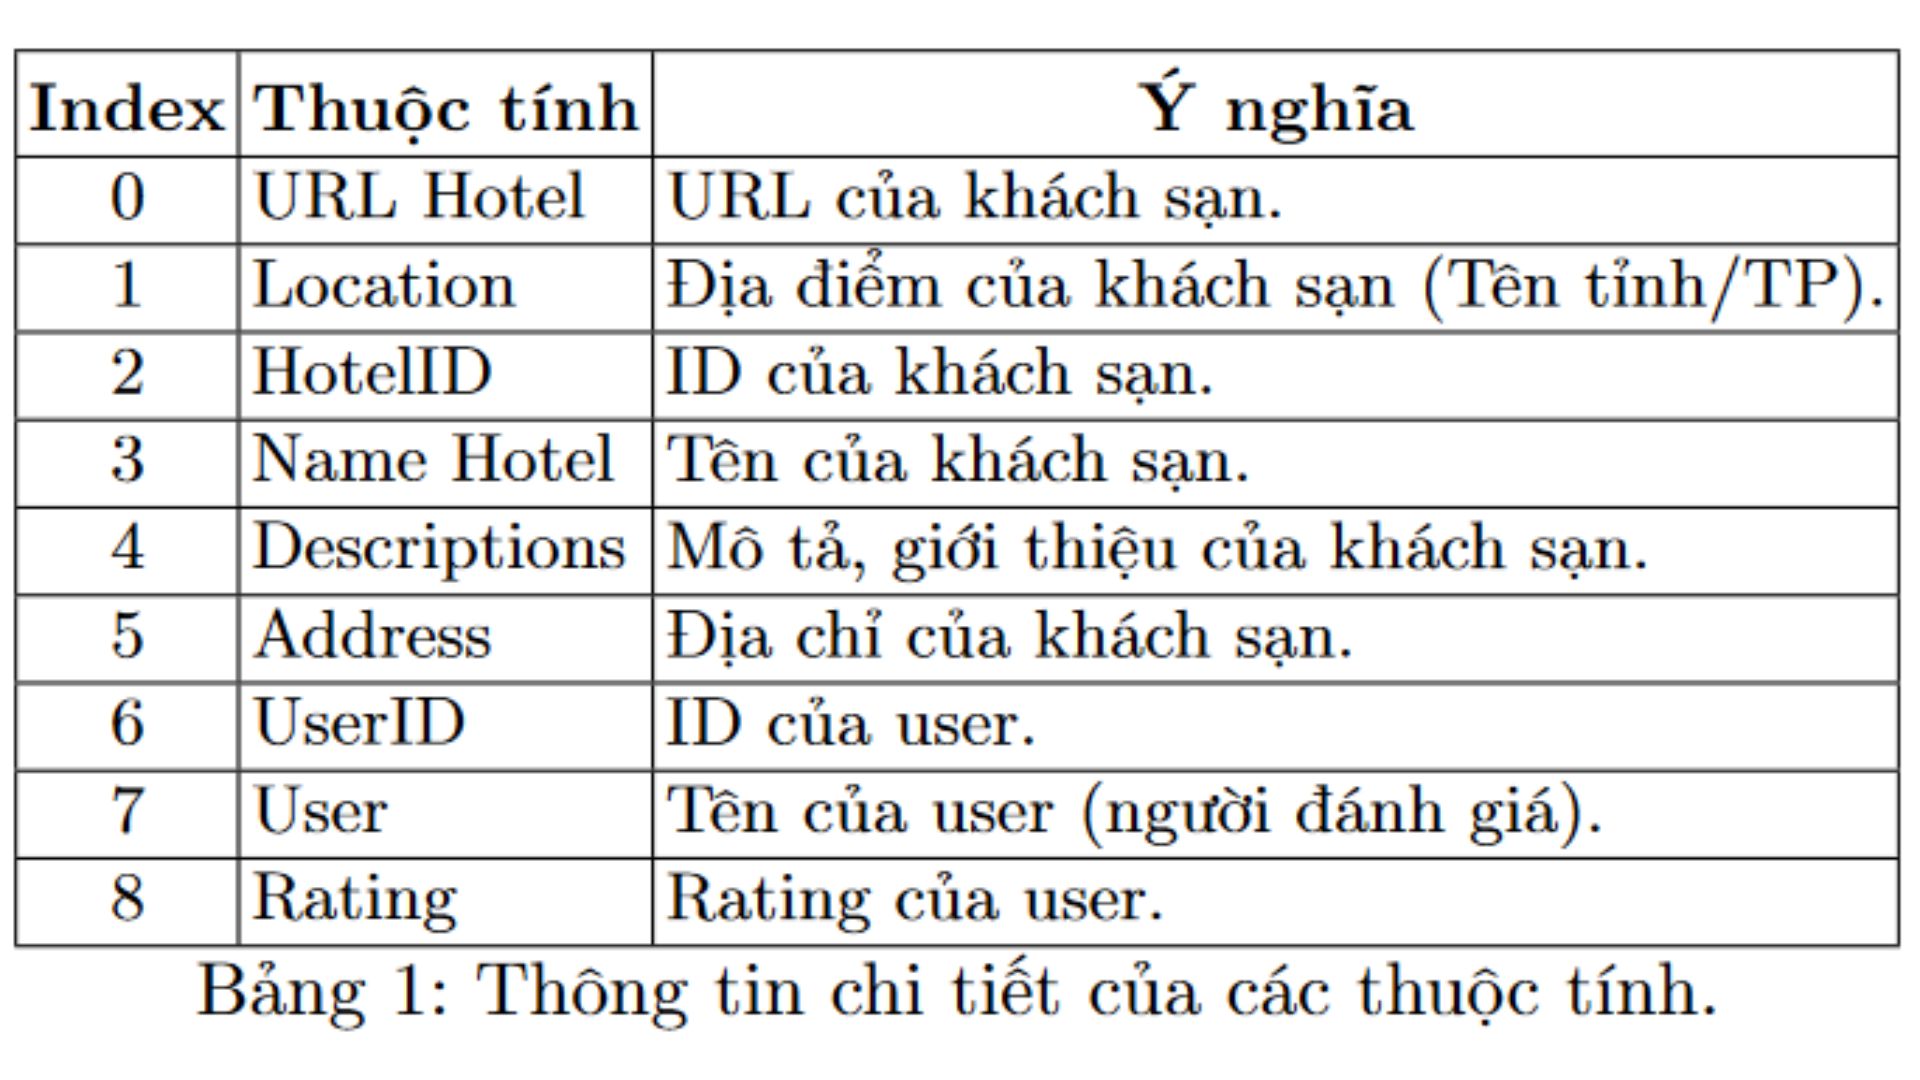 Index Thuộc tính Ý nghĩa
0 URL Hotel URL của khách sạn.
1 Location Địa điểm của khách sạn (Tên tỉnh/TP).
2 HotelID ID của khách sạn.
3 Name Hotel Tên của khách sạn.
4 Descriptions Mô tả, giới thiệu của khách sạn.
5 Address Địa chỉ của khách sạn.
6 UserID ID của user.
7 User Tên của user (người đánh giá).
8 Rating Rating của user.
Bảng 1: Thông tin chi tiết của các thuộc tính.